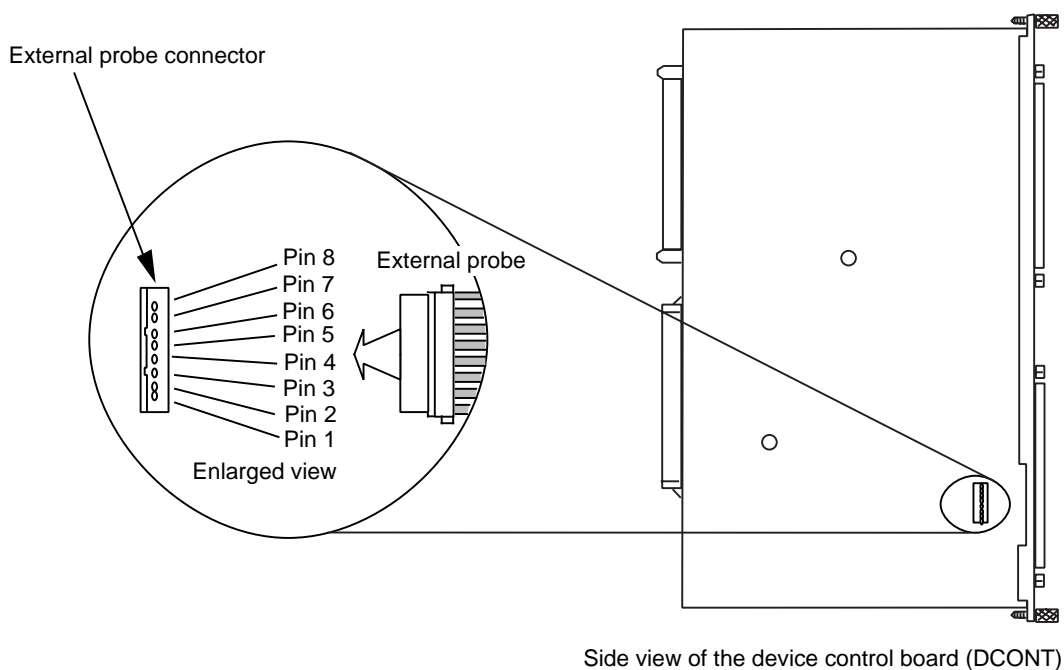 External probe connector
Pin 8
External probe
Pin 7
Pin 6
Pin 5
Pin 4
Pin 3
Pin 2
Pin 1
Enlarged view
Side view of the device control board (DCONT)